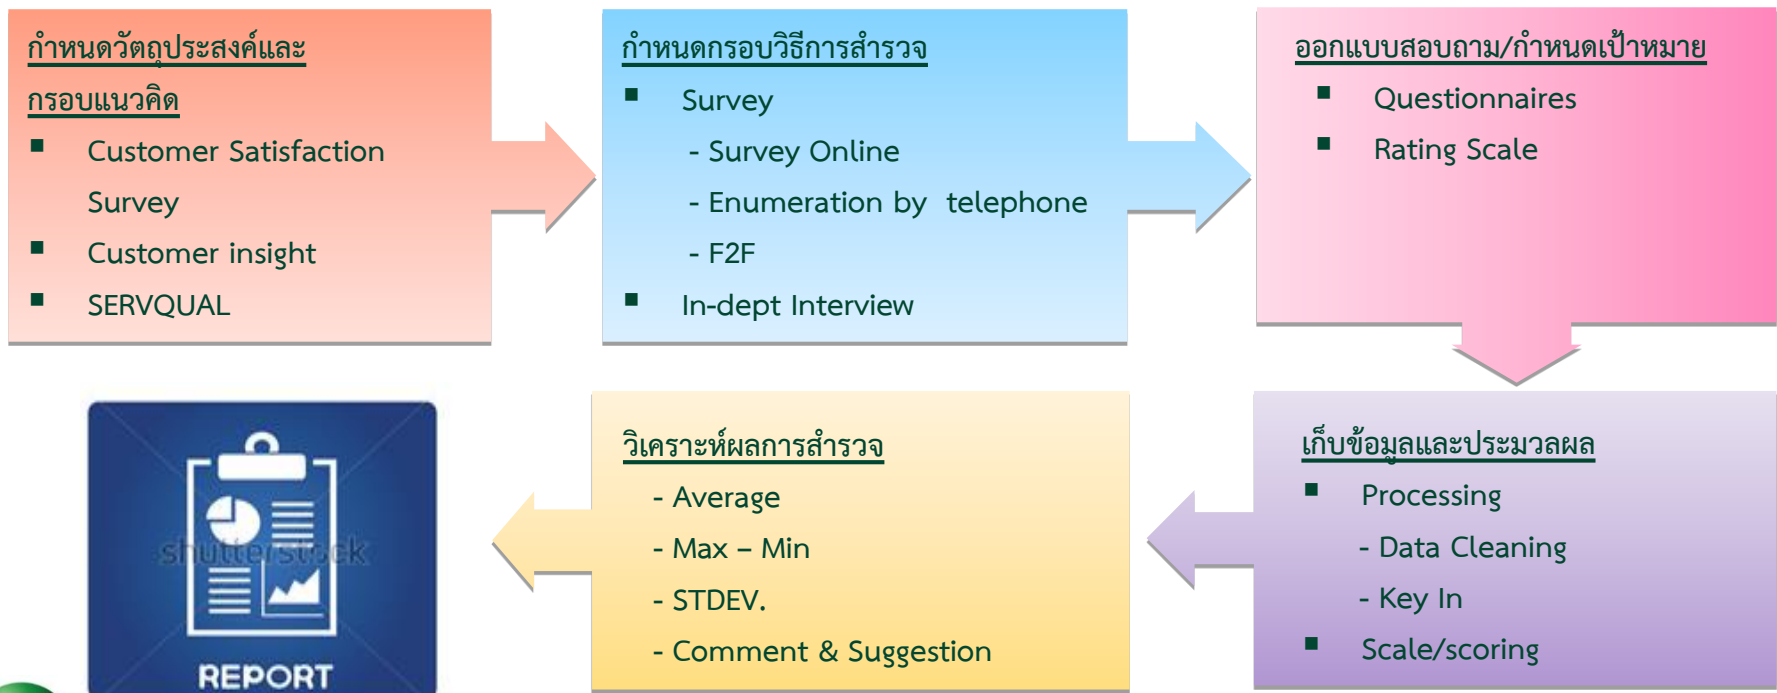 กำหนดวัตถุประสงค์และ
กรอบแนวคิด
▪ Customer Satisfaction
Survey
▪ Customer insight
▪ SERVQUAL
กำหนดกรอบวิธีการสำรวจ
▪ Survey
- Survey Online
- Enumeration by telephone
- F2F
▪ In-dept Interview
ออกแบบสอบถาม/กำหนดเป้าหมาย
▪ Questionnaires
▪ Rating Scale
เก็บข้อมูลและประมวลผล
▪ Processing
- Data Cleaning
- Key In
▪ Scale/scoring
วิเคราะห์ผลการสำรวจ
- Average
- Max – Min
- STDEV.
- Comment & Suggestion
shutterstock
REPORT